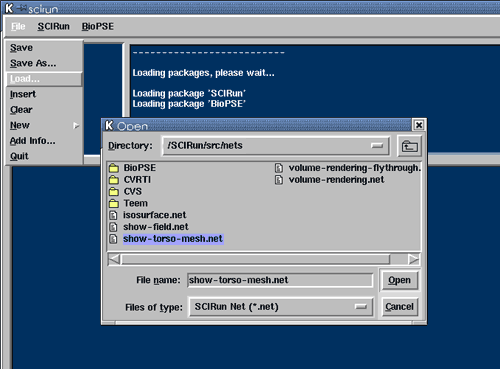 scirun
File SCIRun BioPSE
Save
Save As...
Load...
Insert
Clear
New
Add Info...
Quit
Loading packages, please wait...
Loading package 'SCIRun'
Loading package 'BioPSE'
Open
Directory: /SCIRun/src/nets
BioPSE
CVRTI
CVS
Teem
isosurface.net
show-field.net
show-torso-mesh.net
volume-rendering-flythrough.
volume-rendering.net
File name: show-torso-mesh.net Open
Files of type: SCIRun Net (*.net) Cancel